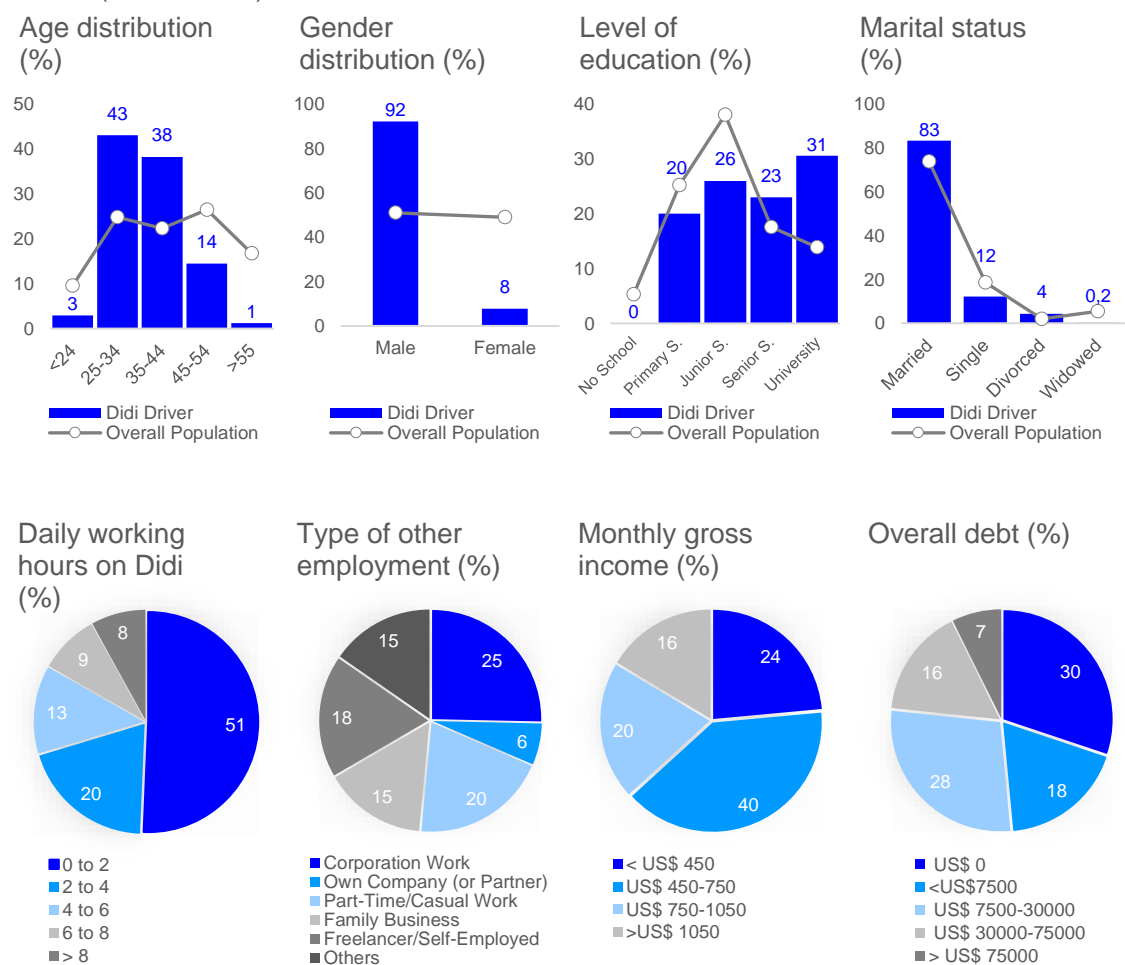 Age distribution
(%)
50
40
30
20
10
0
43
38
14
3
1
<24
25-34
35-44
45-54
>55
Didi Driver
Overall Population
Gender
distribution (%)
100
80
60
40
20
0
92
8
Male
Female
Level of
education (%)
40
30
20
10
0
0
20
26
23
31
No School
Primary S.
Junior S.
Senior S.
University
Didi Driver
Overall Population
Marital status
(%)
100
80
60
40
20
0
83
12
4
0,2
Married
Single
Divorced
Widowed
Didi Driver
Overall Population
Daily working
hours on Didi
(%)
8
9
13
20
51
0 to 2
2 to 4
4 to 6
6 to 8
> 8
Type of other
employment (%)
15
25
18
6
15
20
Corporation Work
Own Company (or Partner)
Part-Time/Casual Work
Family Business
Freelancer/Self-Employed
Others
Monthly gross
income (%)
16
24
20
40
< US$ 450
US$ 450-750
US$ 750-1050
>US$ 1050
Overall debt (%)
7
30
16
28
18
US$ 0
<US$7500
US$ 7500-30000
US$ 30000-75000
> US$ 75000